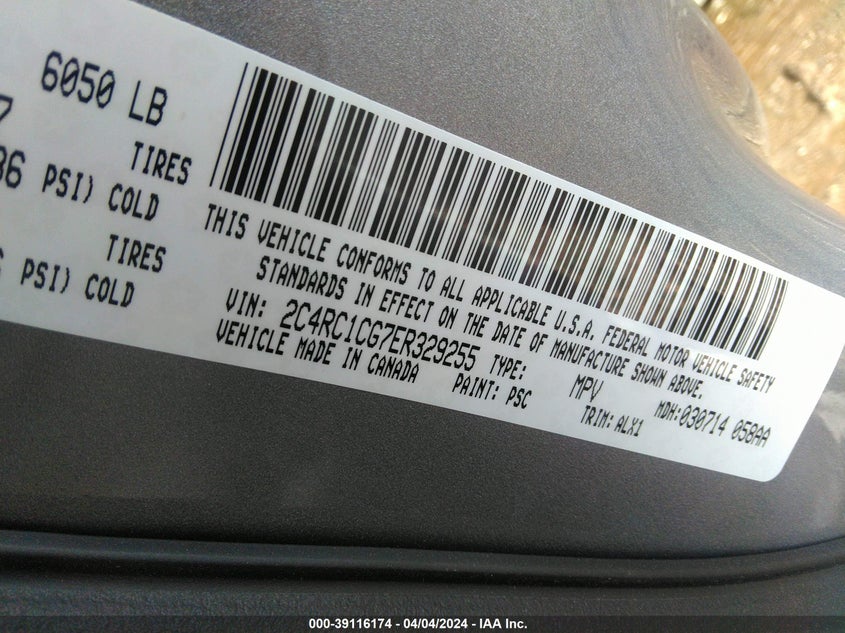 6050 LB
7
TIRES
36 PSI) COLD
TIRES
PSI) COLD
THIS VEHICLE CONFORMS TO ALL APPLICABLE U.S.A. FEDERAL MOTOR VEHICLE SAFETY
STANDARDS IN EFFECT ON THE DATE OF MANUFACTURE SHOWN ABOVE.
VIN: 2C4RC1CG7ER329255 TYPE: MPV MDH:030714 058AA
VEHICLE MADE IN CANADA PAINT: PSC TRIM: ALX1
000-39116174 - 04/04/2024 - IAA Inc.